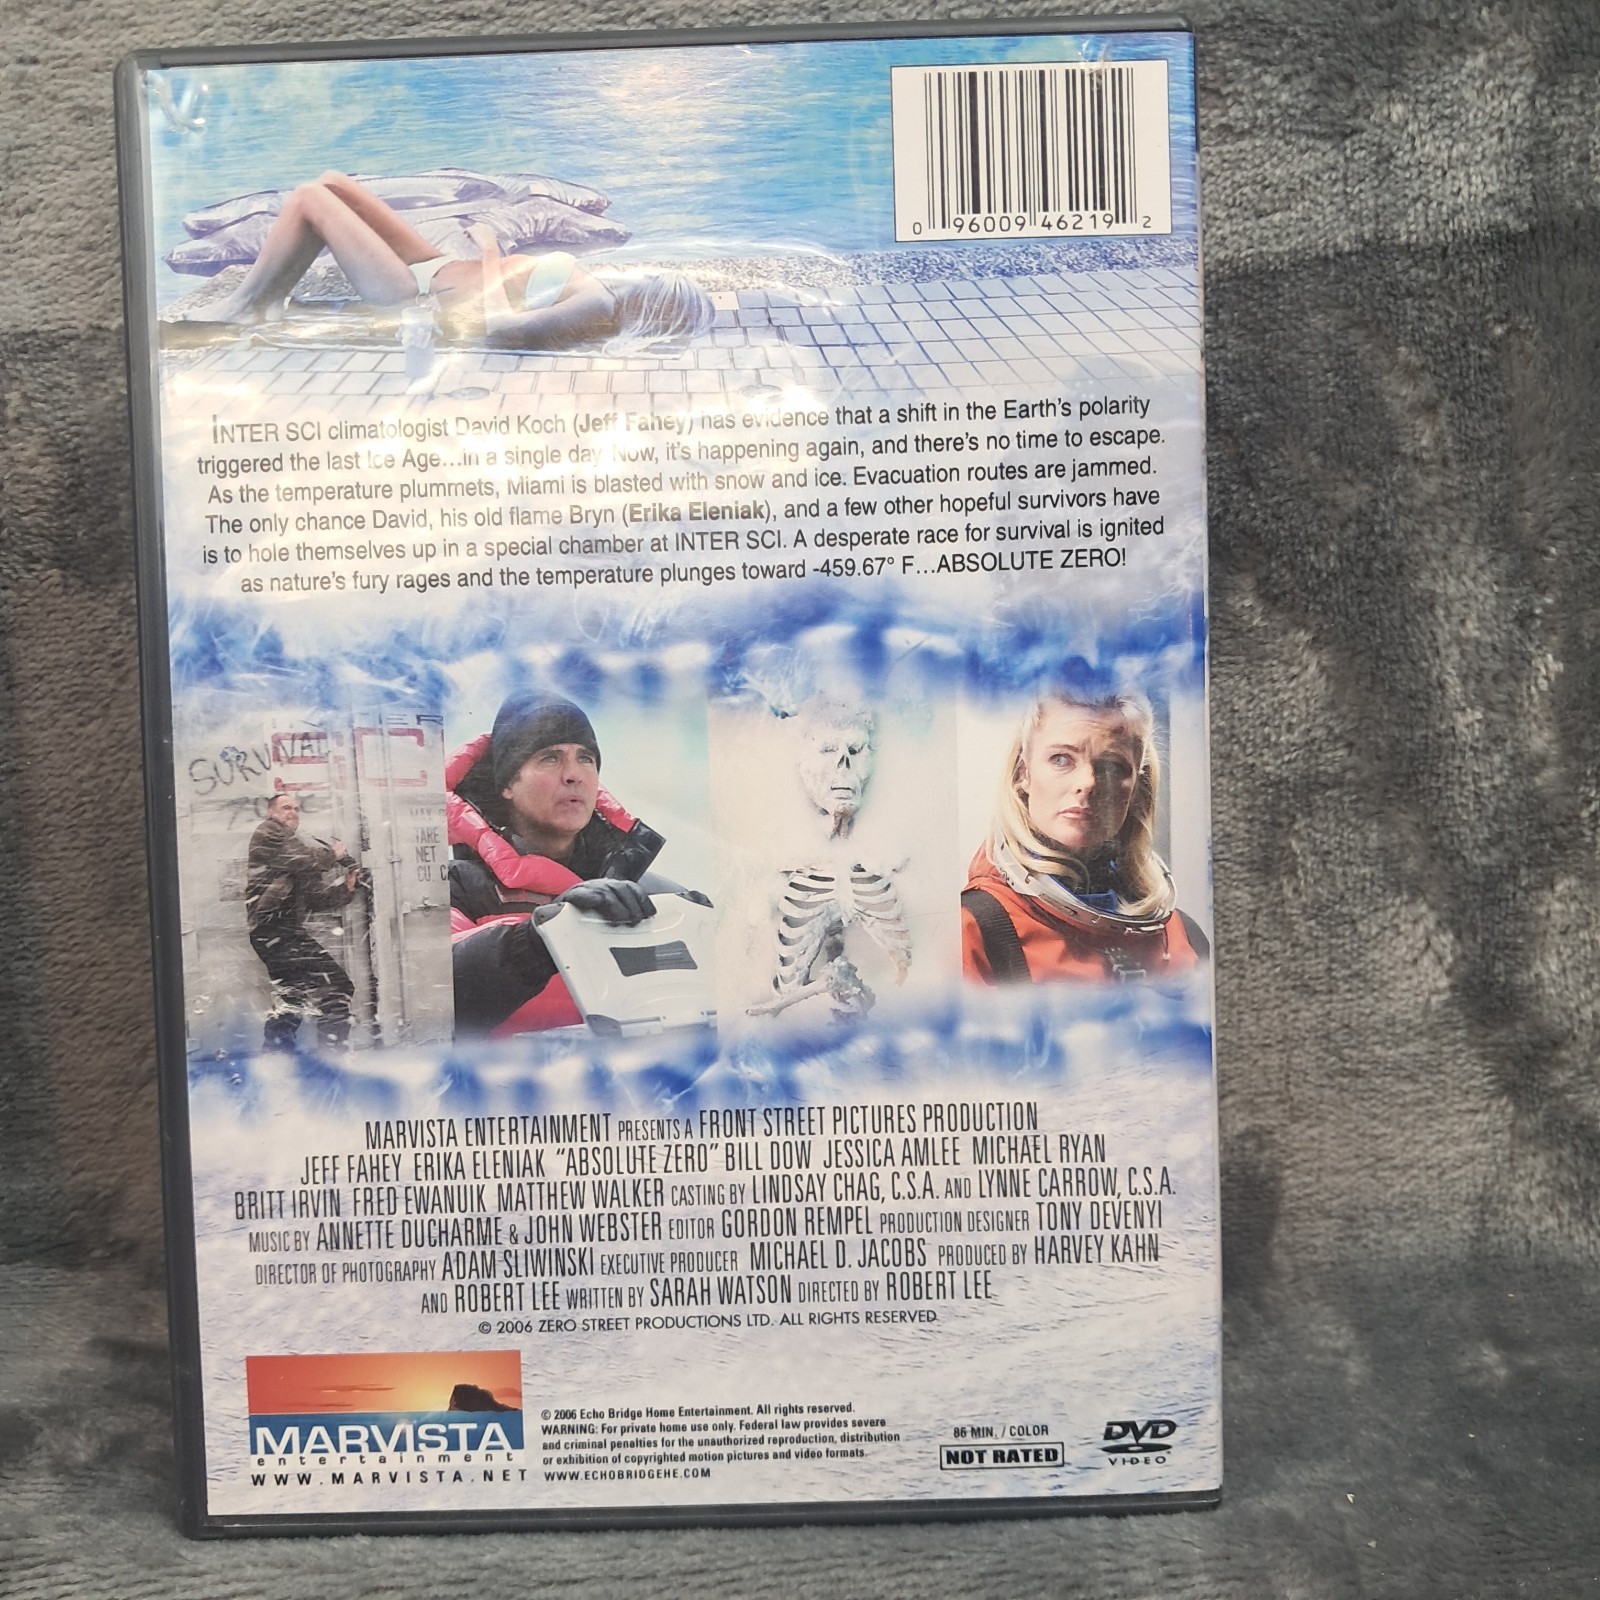 0 96009 46219 2
INTER SCI climatologist David Koch (Jeff Fahey) has evidence that a shift in the Earth's polarity
triggered the last Ice Age...in a single day. Now, it's happening again, and there's no time to escape.
As the temperature plummets, Miami is blasted with snow and ice. Evacuation routes are jammed.
The only chance David, his old flame Bryn (Erika Eleniak), and a few other hopeful survivors have
is to hole themselves up in a special chamber at INTER SCI. A desperate race for survival is ignited
as nature's fury rages and the temperature plunges toward -459.67° F...ABSOLUTE ZERO!
SURVIVAL
SC
TARE
NET
CU. C
MARVISTA ENTERTAINMENT PRESENTS A FRONT STREET PICTURES PRODUCTION
JEFF FAHEY ERIKA ELENIAK "ABSOLUTE ZERO" BILL DOW JESSICA AMLEE MICHAEL RYAN
BRITT IRVIN FRED EWANUIK MATTHEW WALKER CASTING BY LINDSAY CHAG, C.S.A. AND LYNNE CARROW, C.S.A.
MUSIC BY ANNETTE DUCHARME & JOHN WEBSTER EDITOR GORDON REMPEL PRODUCTION DESIGNER TONY DEVENYI
DIRECTOR OF PHOTOGRAPHY ADAM SLIWINSKI EXECUTIVE PRODUCER MICHAEL D. JACOBS PRODUCED BY HARVEY KAHN
AND ROBERT LEE WRITTEN BY SARAH WATSON DIRECTED BY ROBERT LEE
© 2006 ZERO STREET PRODUCTIONS LTD. ALL RIGHTS RESERVED.
MARVISTA
entertainment
WWW.MARVISTA.NET
© 2006 Echo Bridge Home Entertainment. All rights reserved.
WARNING: For private home use only. Federal law provides severe
and criminal penalties for the unauthorized reproduction, distribution
or exhibition of copyrighted motion pictures and video formats.
WWW.ECHOBRIDGEHE.COM
86 MIN. / COLOR
NOT RATED
DVD
VIDEO